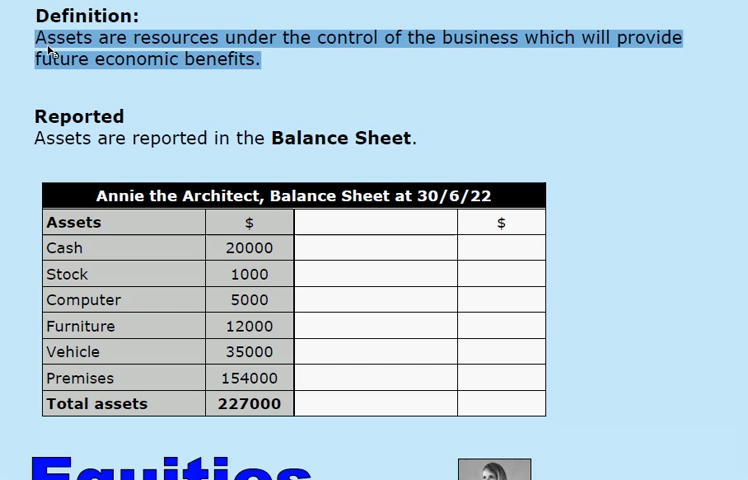 Definition:
Assets are resources under the control of the business which will provide
future economic benefits.
Reported
Assets are reported in the Balance Sheet.
Annie the Architect, Balance Sheet at 30/6/22
Assets $ $
Cash 20000
Stock 1000
Computer 5000
Furniture 12000
Vehicle 35000
Premises 154000
Total assets 227000
Equities